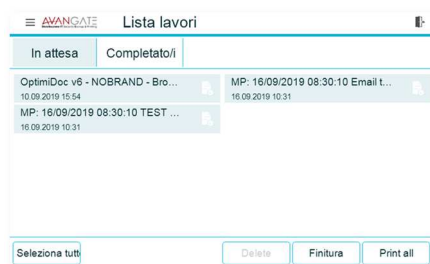 AVANGATE Lista lavori
In attesa Completato/i
OptimiDoc v6 - NOBRAND - Bro...
10.09.2019 15:54
MP: 16/09/2019 08:30:10 Email t...
16.09.2019 10:31
MP: 16/09/2019 08:30:10 TEST ...
16.09.2019 10:31
Seleziona tutt Delete Finitura Print all